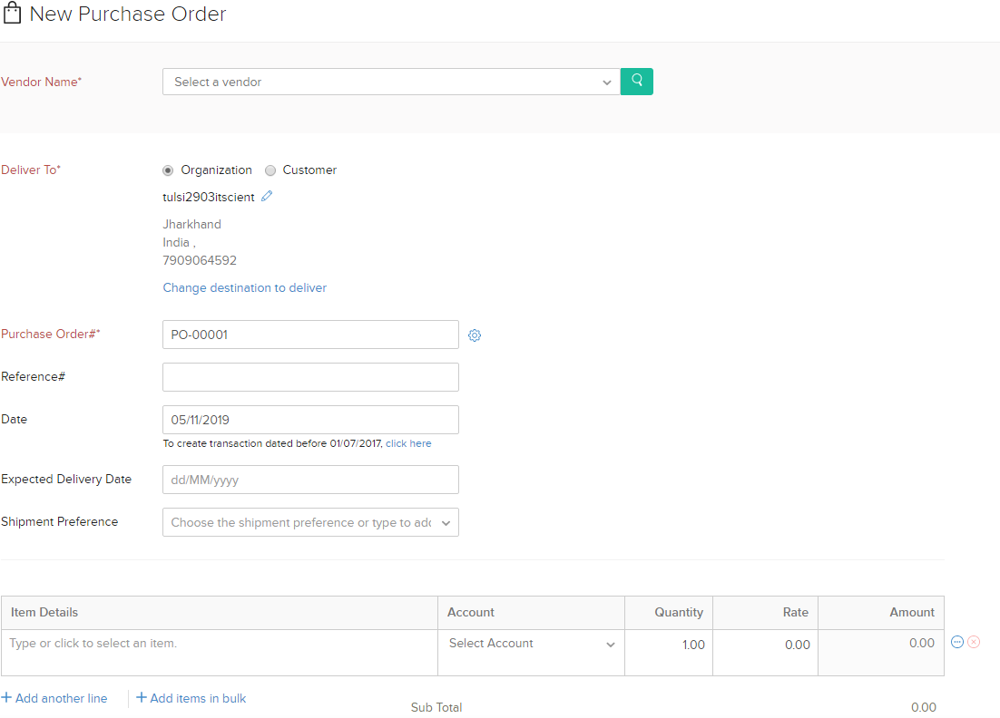 New Purchase Order
Vendor Name*
Select a vendor
Deliver To*
Organization Customer
tulsi2903itscient
Jharkhand
India ,
7909064592
Change destination to deliver
Purchase Order#*
PO-00001
Reference#
Date
05/11/2019
To create transaction dated before 01/07/2017, click here
Expected Delivery Date
dd/MM/yyyy
Shipment Preference
Choose the shipment preference or type to add
Item Details Account Quantity Rate Amount
Type or click to select an item. Select Account 1.00 0.00 0.00
+ Add another line + Add items in bulk
Sub Total 0.00